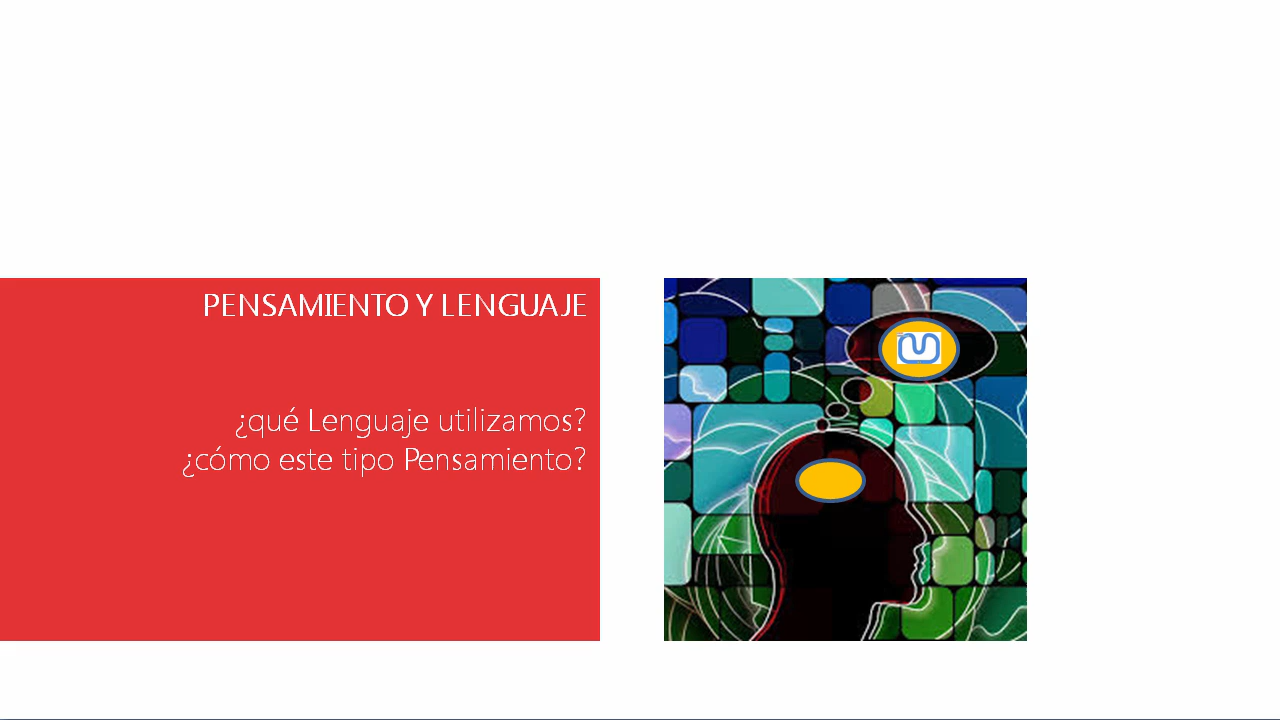 PENSAMIENTO Y LENGUAJE
¿qué Lenguaje utilizamos?
¿cómo este tipo Pensamiento?